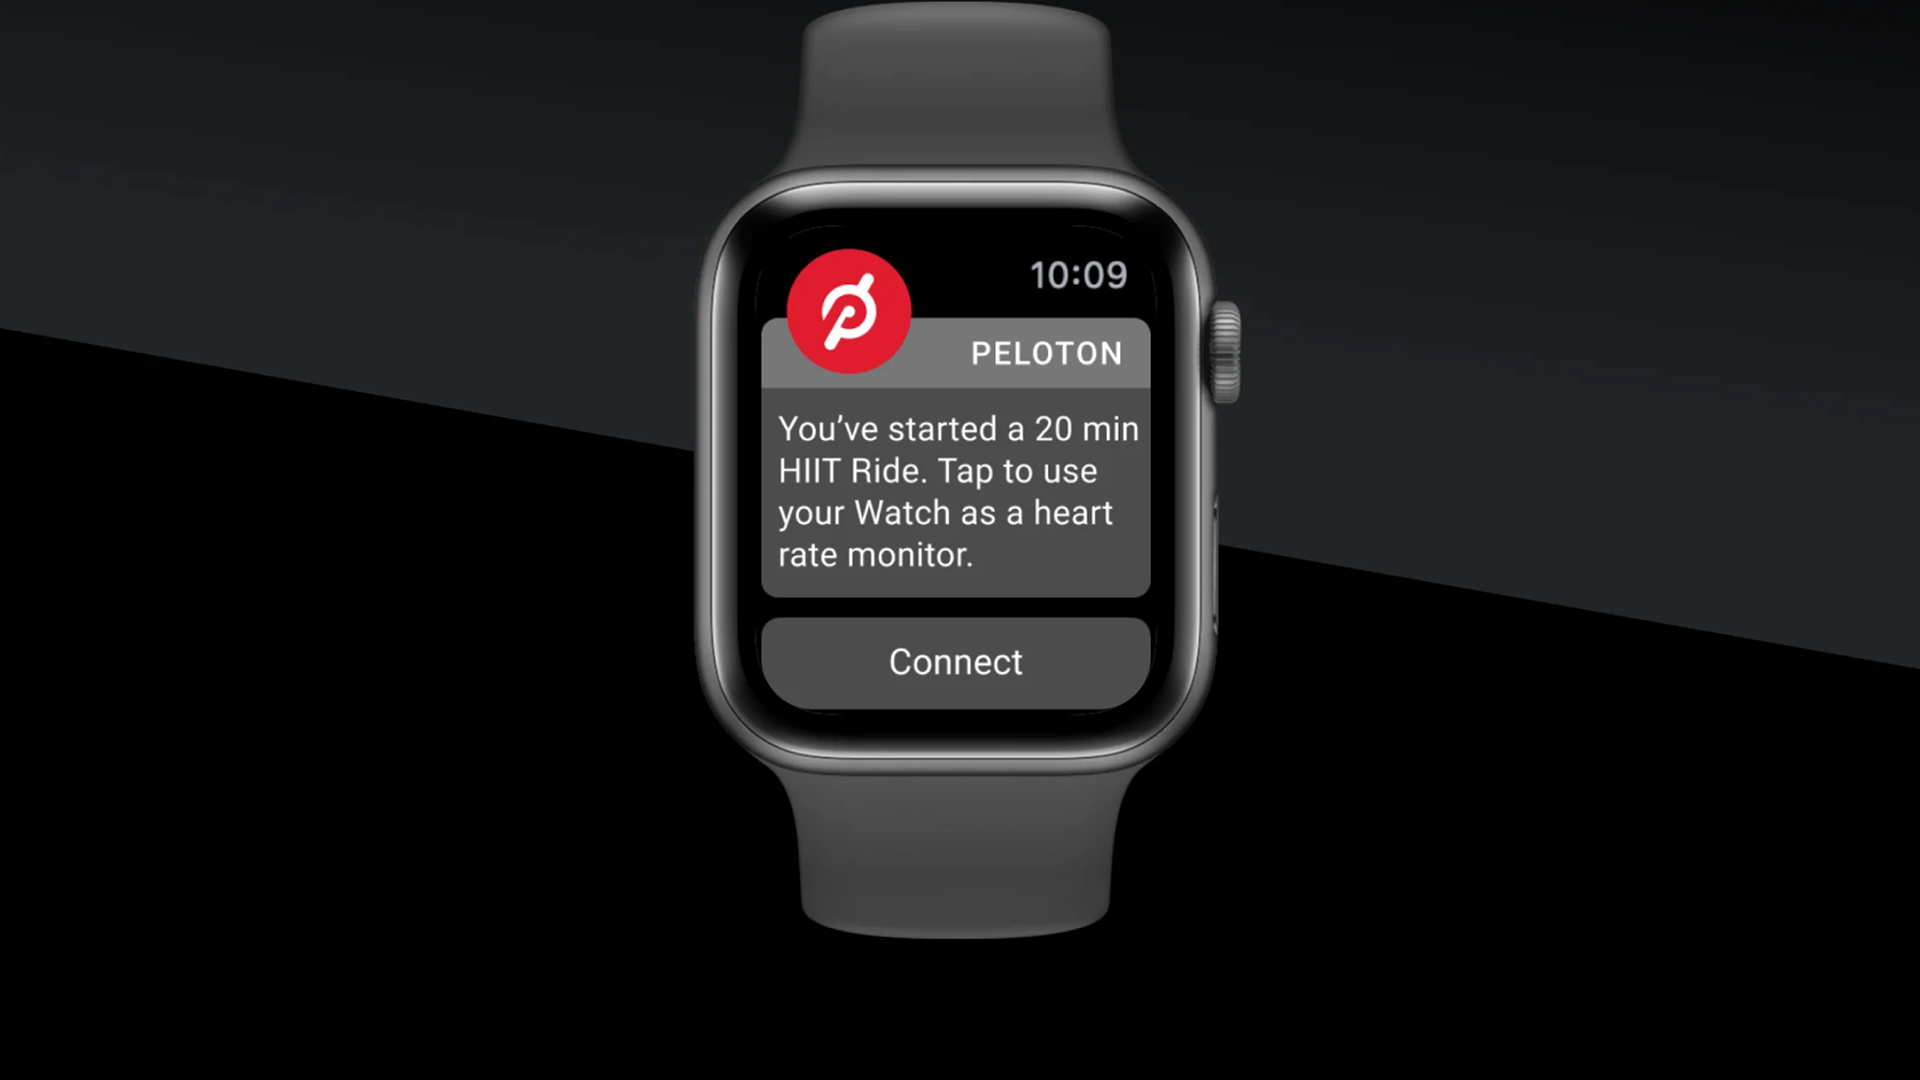 10:09
PELOTON
You’ve started a 20 min
HIIT Ride. Tap to use
your Watch as a heart
rate monitor.
Connect